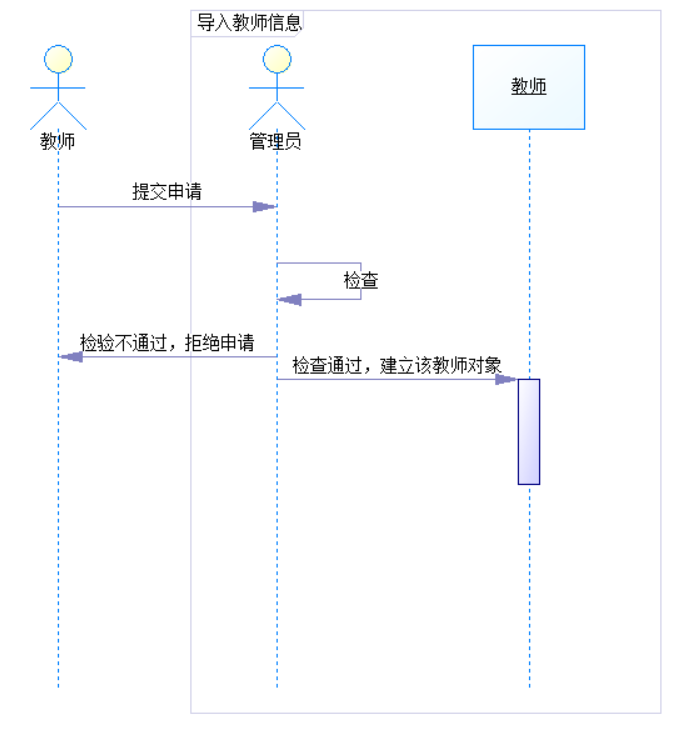 导入教师信息
教师
管理员
教师
提交申请
检查
检验不通过，拒绝申请
检查通过，建立该教师对象